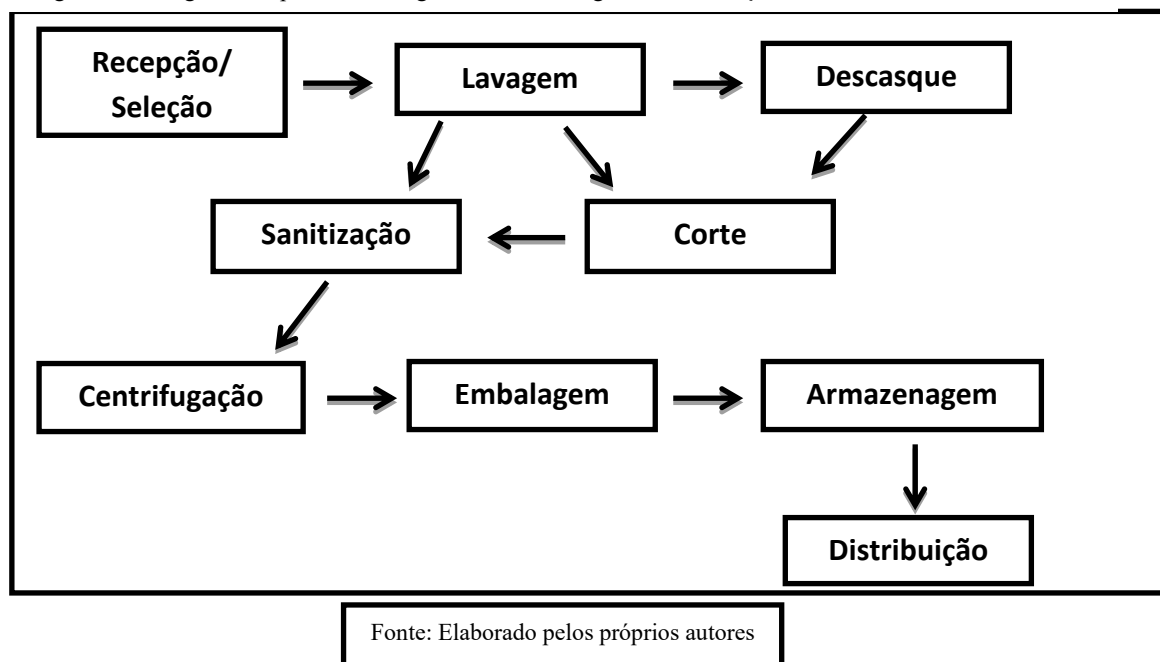 Recepção/
Seleção
Lavagem
Descasque
Sanitização
Corte
Centrifugação
Embalagem
Armazenagem
Distribuição
Fonte: Elaborado pelos próprios autores